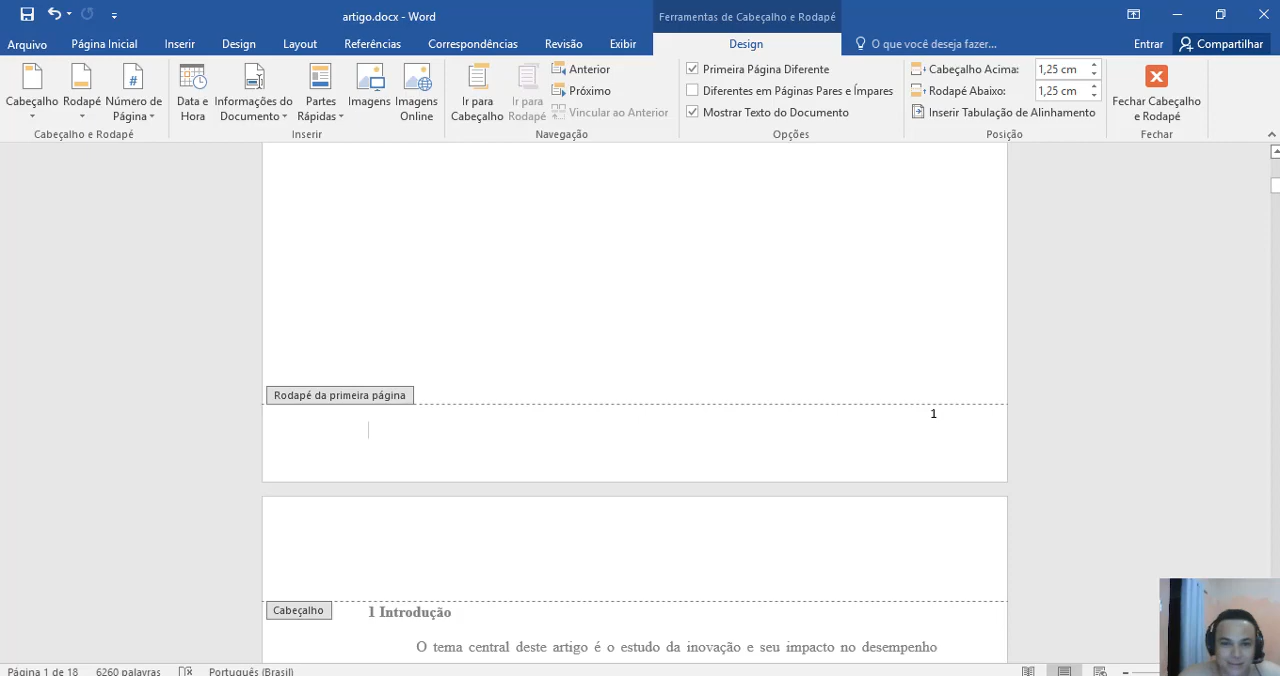 artigo.docx - Word
Ferramentas de Cabeçalho e Rodapé
Arquivo
Página Inicial
Inserir
Design
Layout
Referências
Correspondências
Revisão
Exibir
Design
O que você deseja fazer...
Entrar
Compartilhar
Cabeçalho
Rodapé
Número de
Página
Cabeçalho e Rodapé
Data e
Hora
Informações do
Documento
Partes
Rápidas
Imagens
Imagens
Online
Inserir
Ir para
Cabeçalho
Ir para
Rodapé
Anterior
Próximo
Vincular ao Anterior
Navegação
Primeira Página Diferente
Diferentes em Páginas Pares e Ímpares
Mostrar Texto do Documento
Opções
Cabeçalho Acima:
1,25 cm
Rodapé Abaixo:
1,25 cm
Inserir Tabulação de Alinhamento
Posição
Fechar Cabeçalho
e Rodapé
Fechar
Rodapé da primeira página
1
Cabeçalho
1 Introdução
O tema central deste artigo é o estudo da inovação e seu impacto no desempenho
Página 1 de 18
6260 palavras
Português (Brasil)